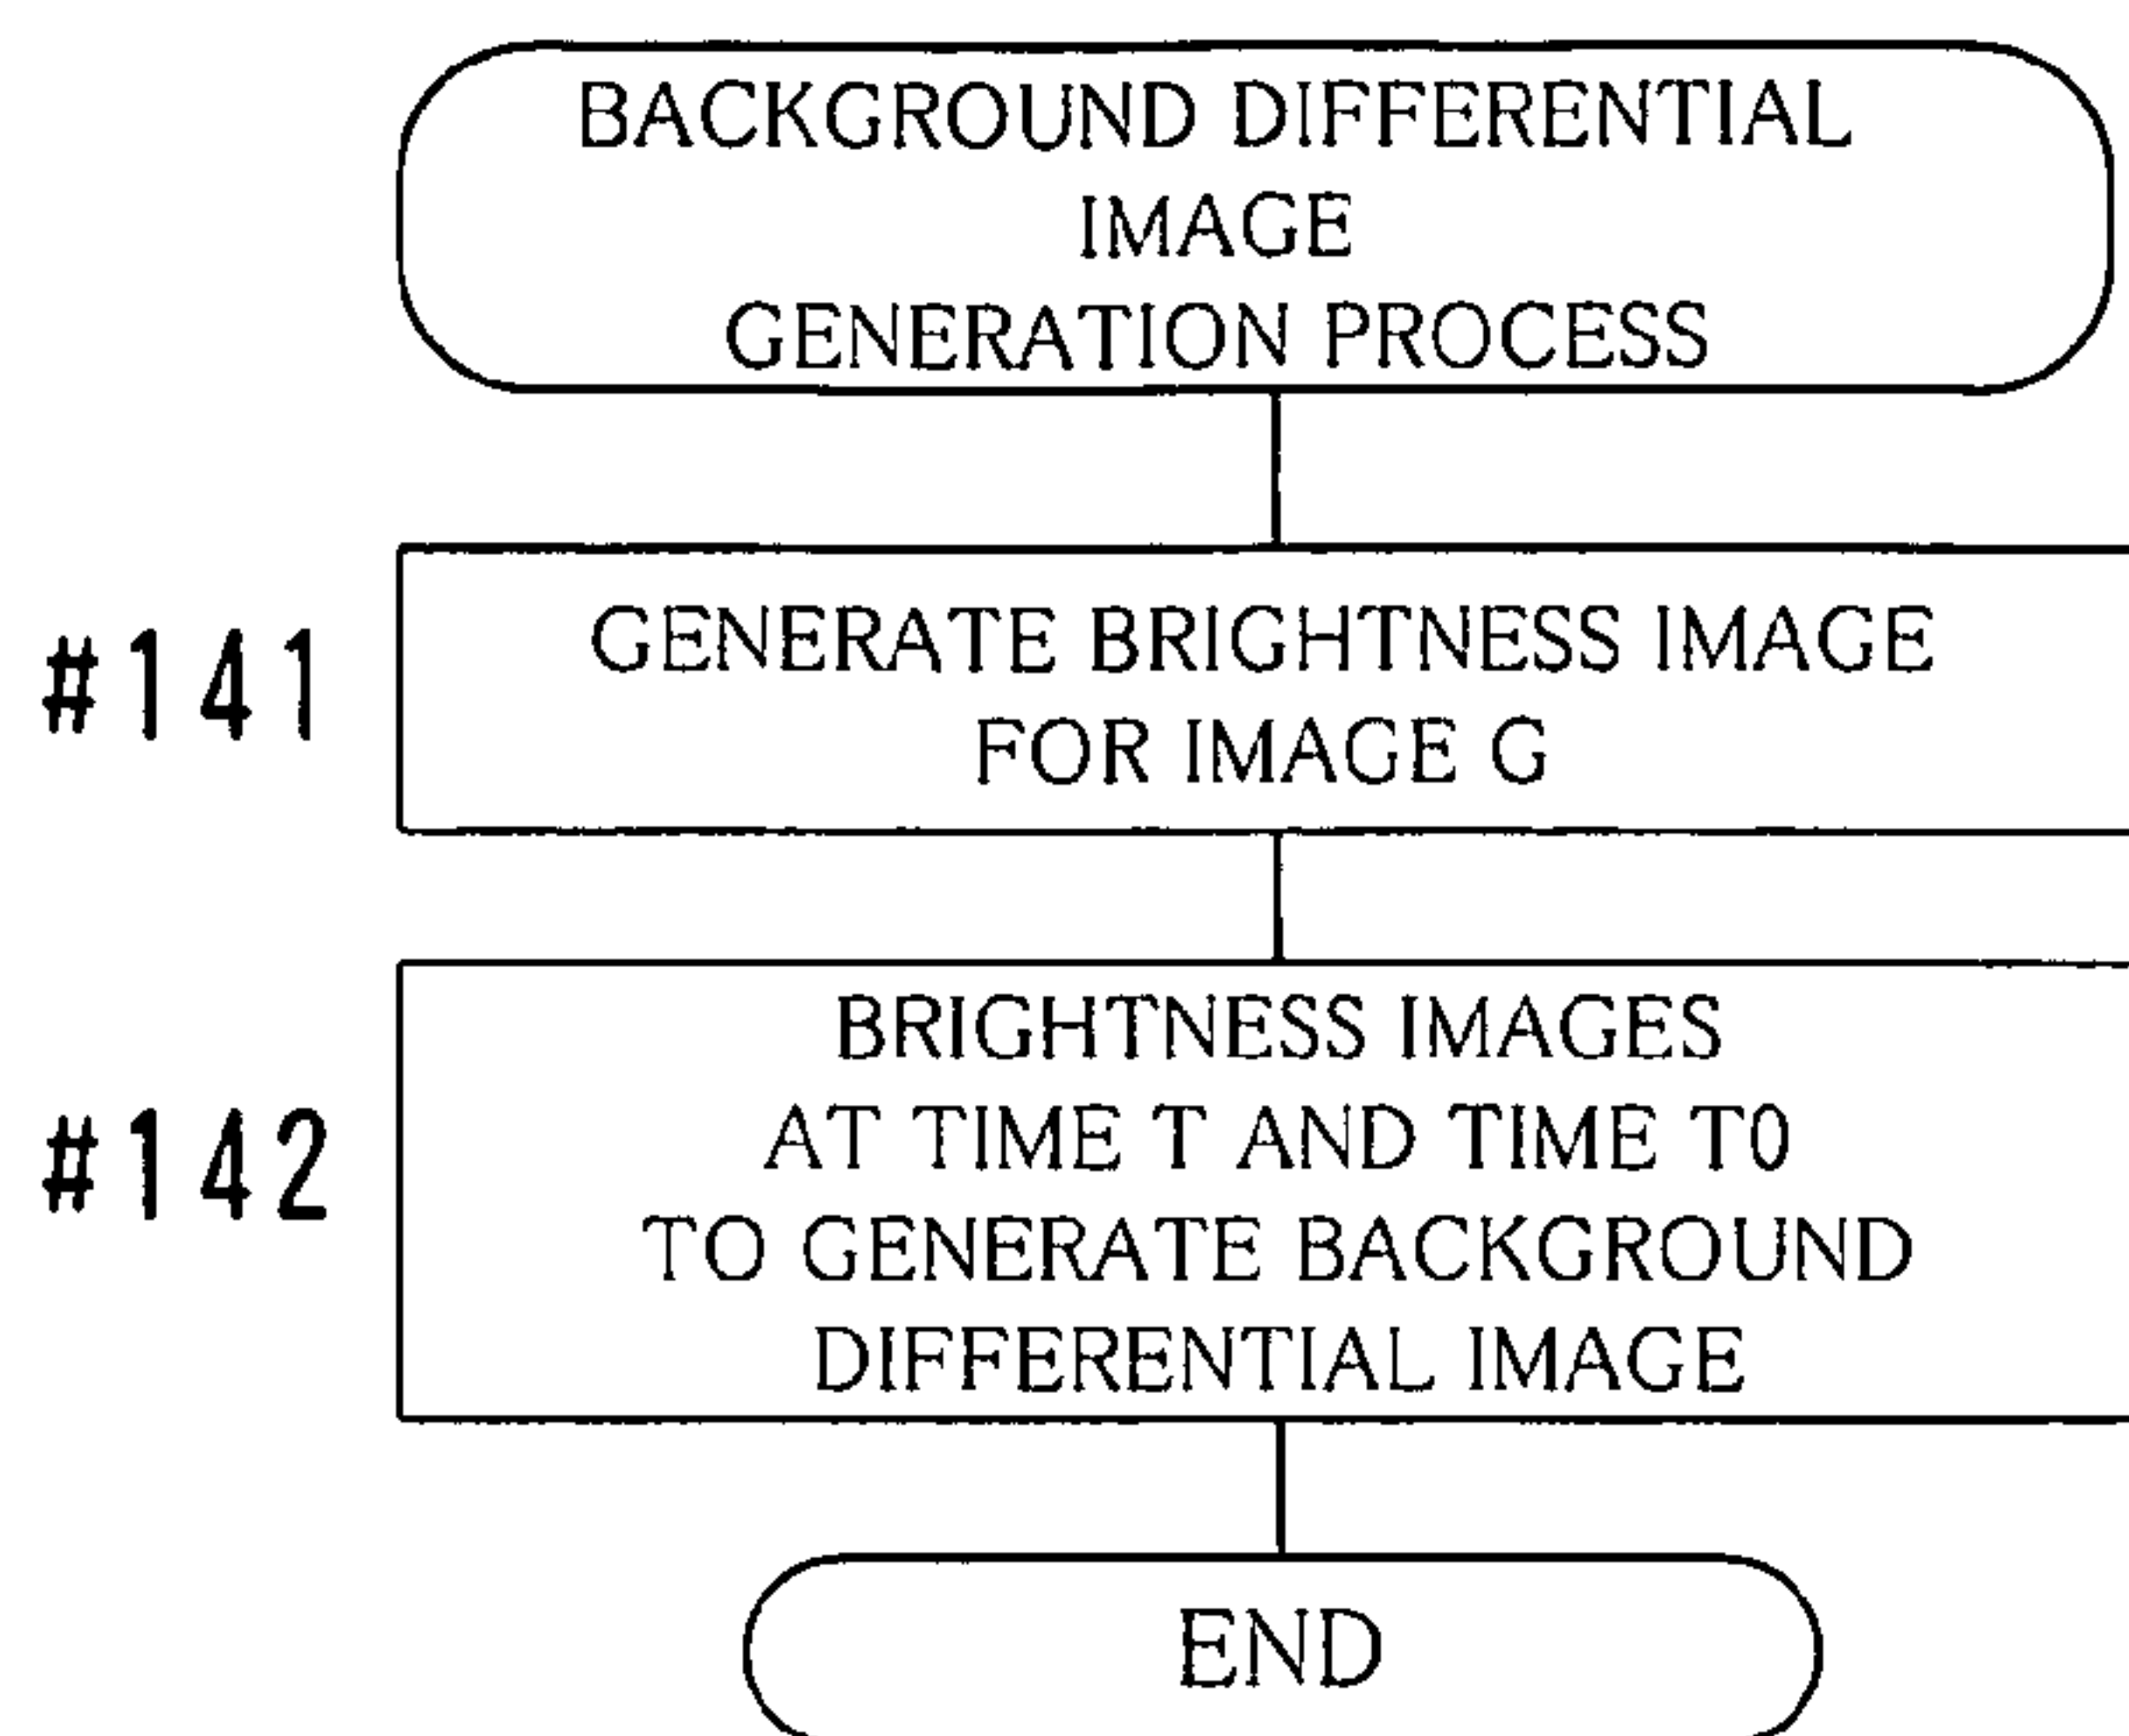 BACKGROUND DIFFERENTIAL
IMAGE
GENERATION PROCESS
#141
GENERATE BRIGHTNESS IMAGE
FOR IMAGE G
#142
BRIGHTNESS IMAGES
AT TIME T AND TIME T0
TO GENERATE BACKGROUND
DIFFERENTIAL IMAGE
END